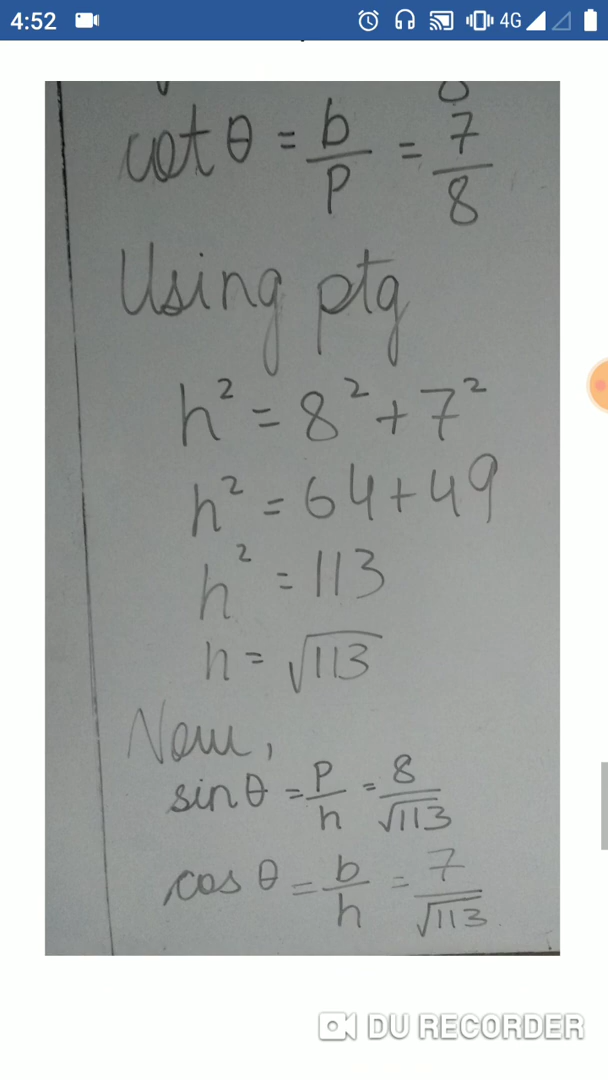 4:52 4G
cot θ = b/p = 7/8
Using ptg
h² = 8² + 7²
h² = 64 + 49
h² = 113
h = √113
Now,
sin θ = p/h = 8/√113
cos θ = b/h = 7/√113
DU RECORDER